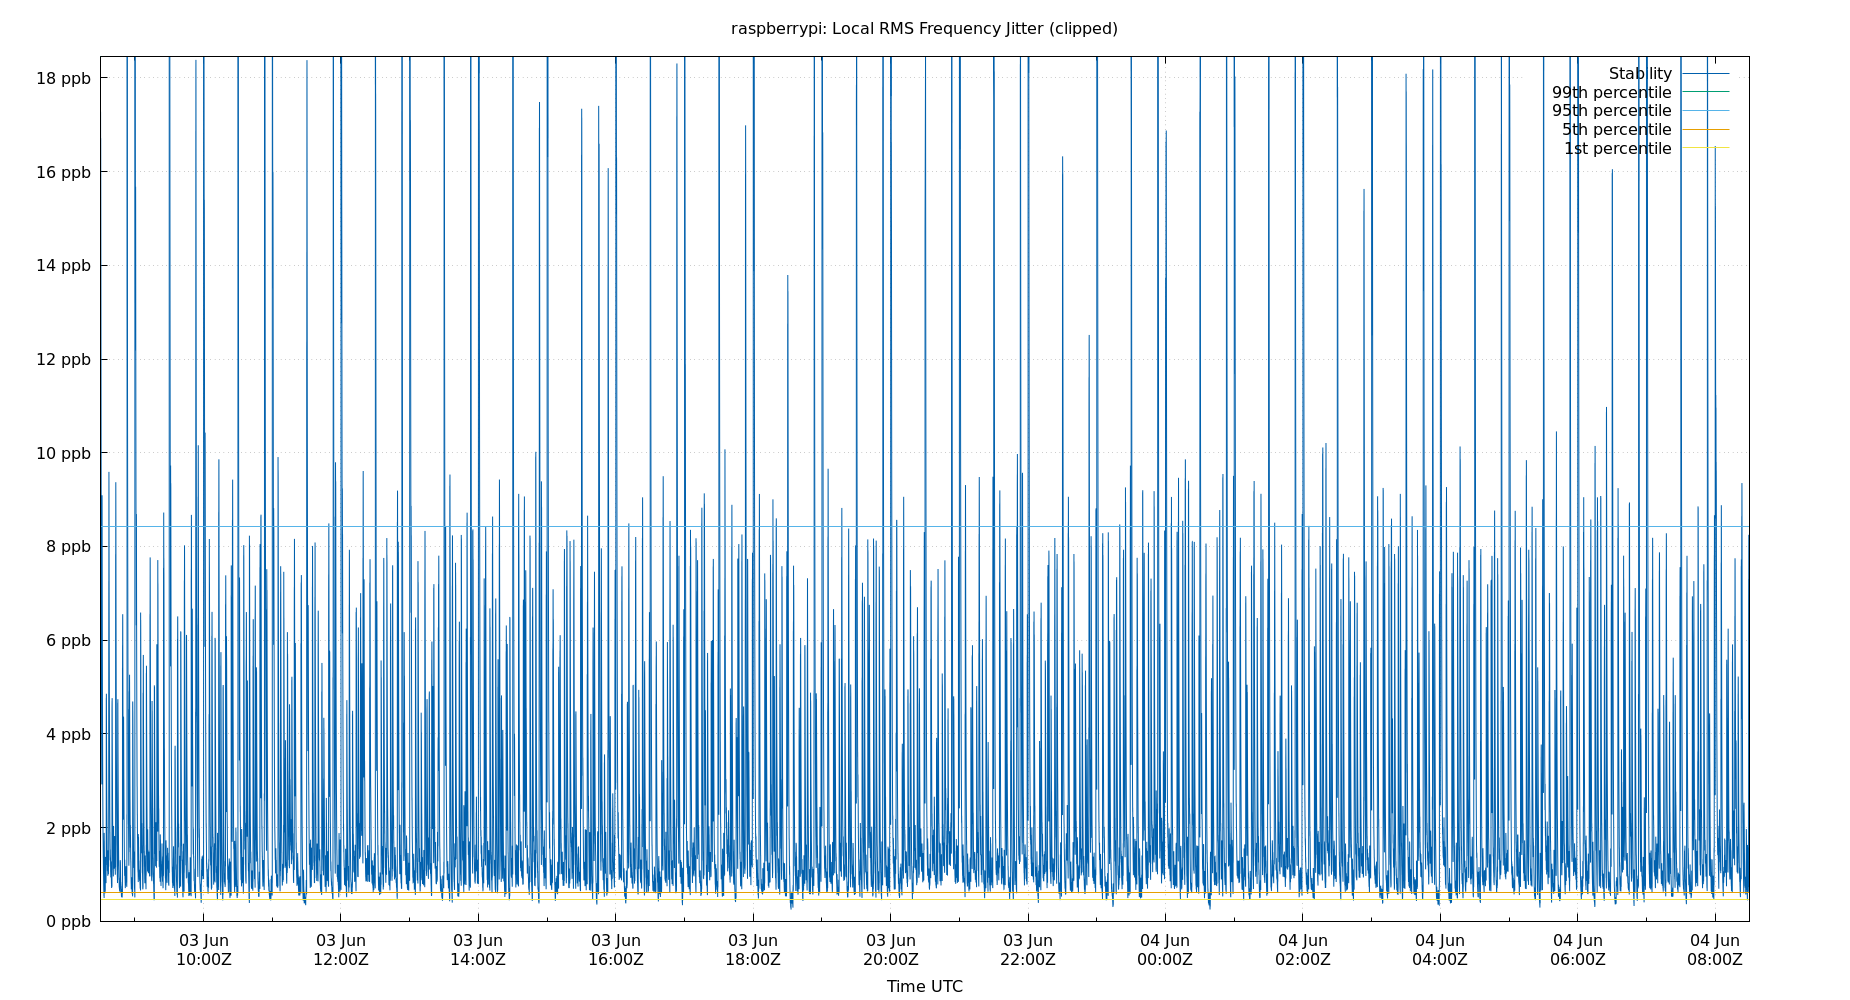 raspberrypi: Local RMS Frequency Jitter (clipped)
18 ppb
16 ppb
14 ppb
12 ppb
10 ppb
8 ppb
6 ppb
4 ppb
2 ppb
0 ppb
Stability
99th percentile
95th percentile
5th percentile
1st percentile
03 Jun 03 Jun 03 Jun 03 Jun 03 Jun 03 Jun 03 Jun 04 Jun 04 Jun 04 Jun 04 Jun 04 Jun
10:00Z 12:00Z 14:00Z 16:00Z 18:00Z 20:00Z 22:00Z 00:00Z 02:00Z 04:00Z 06:00Z 08:00Z
Time UTC